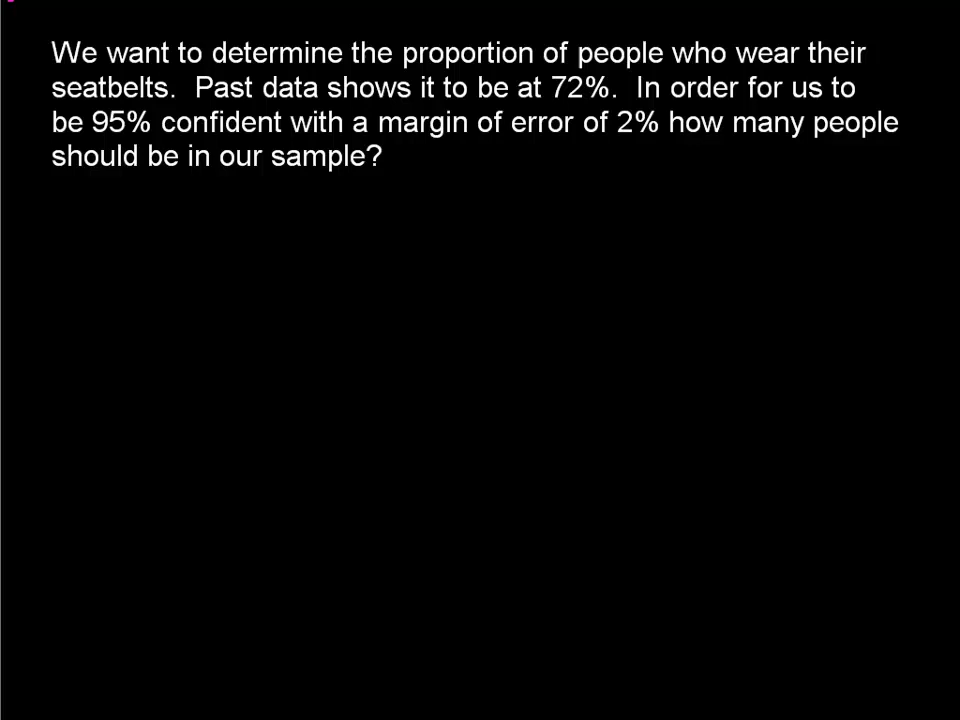 We want to determine the proportion of people who wear their
seatbelts.  Past data shows it to be at 72%.  In order for us to
be 95% confident with a margin of error of 2% how many people
should be in our sample?